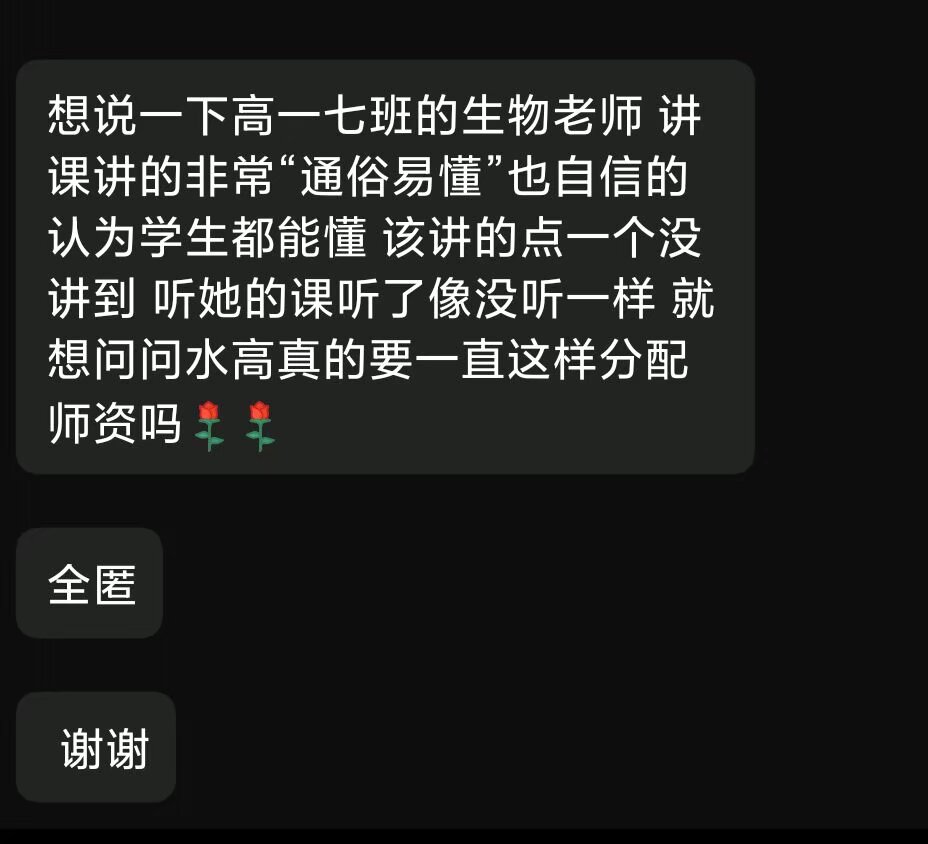 想说一下高一七班的生物老师 讲
课讲的非常“通俗易懂”也自信的
认为学生都能懂 该讲的点一个没
讲到 听她的课听了像没听一样 就
想问问水高真的要一直这样分配
师资吗🌹🌹
全匿
谢谢